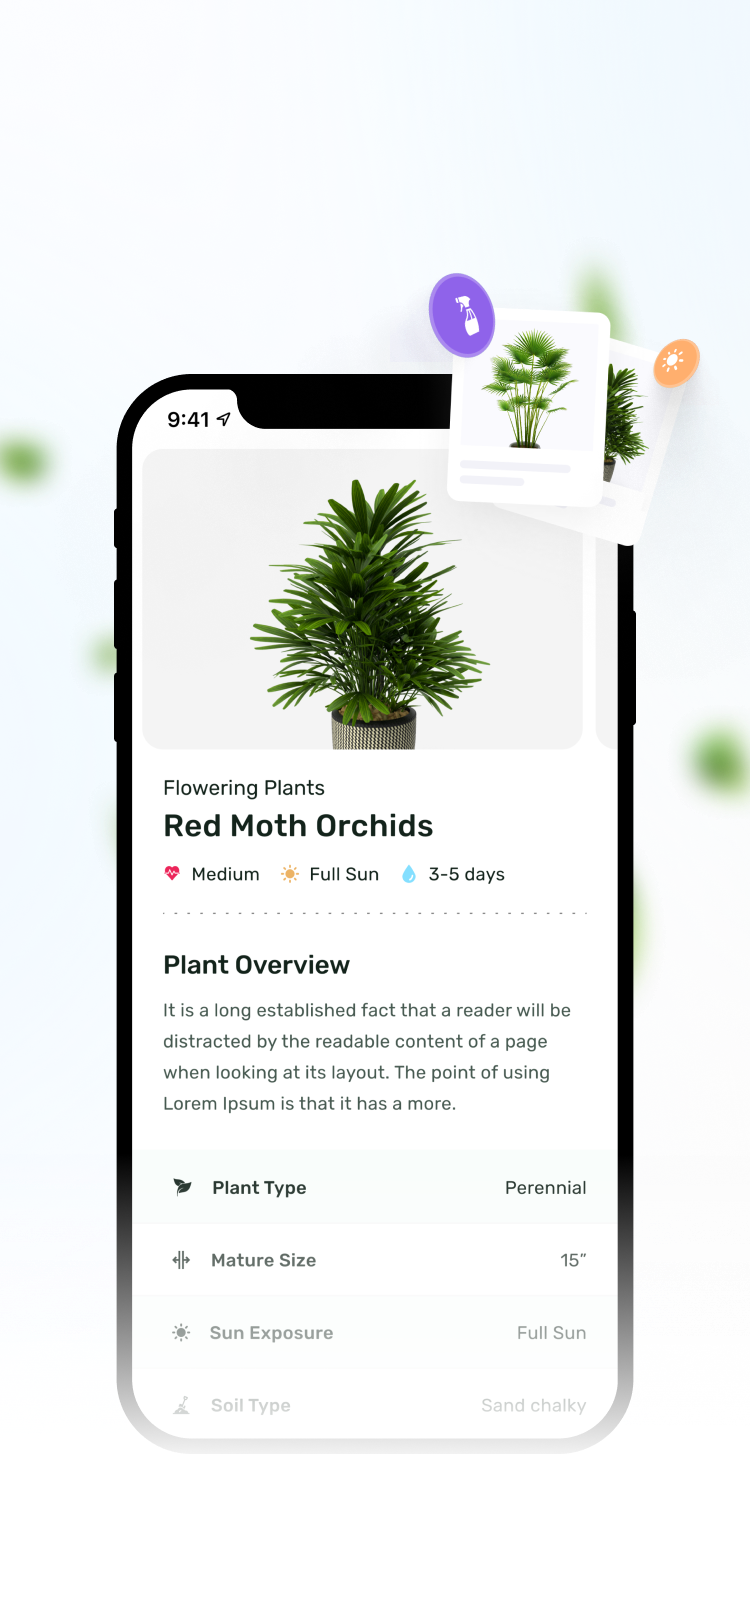 9:41
Flowering Plants
Red Moth Orchids
Medium Full Sun 3-5 days
Plant Overview
It is a long established fact that a reader will be
distracted by the readable content of a page
when looking at its layout. The point of using
Lorem Ipsum is that it has a more.
Plant Type Perennial
Mature Size 15”
Sun Exposure Full Sun
Soil Type Sand chalky